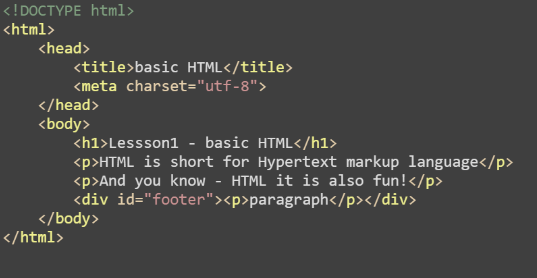 <!DOCTYPE html>
<html>
<head>
<title>basic HTML</title>
<meta charset="utf-8">
</head>
<body>
<h1>Lessson1 - basic HTML</h1>
<p>HTML is short for Hypertext markup language</p>
<p>And you know - HTML it is also fun!</p>
<div id="footer"><p>paragraph</p></div>
</body>
</html>